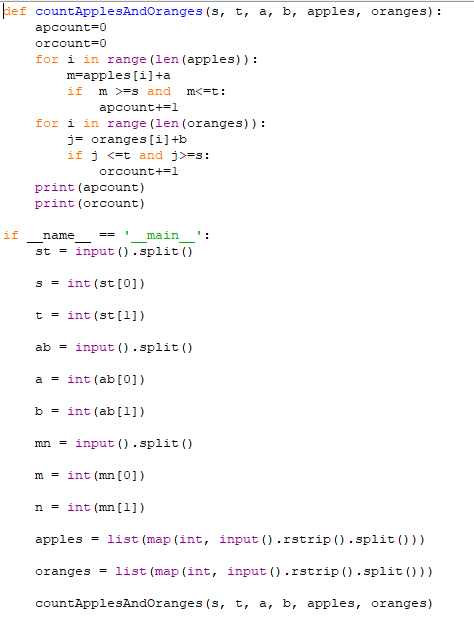 def countApplesAndOranges(s, t, a, b, apples, oranges):
    apcount=0
    orcount=0
    for i in range(len(apples)):
        m=apples[i]+a
        if  m >=s and  m<=t:
            apcount+=1
    for i in range(len(oranges)):
        j= oranges[i]+b
        if j <=t and j>=s:
            orcount+=1
    print(apcount)
    print(orcount)

if __name__ == '__main__':
    st = input().split()

    s = int(st[0])

    t = int(st[1])

    ab = input().split()

    a = int(ab[0])

    b = int(ab[1])

    mn = input().split()

    m = int(mn[0])

    n = int(mn[1])

    apples = list(map(int, input().rstrip().split()))

    oranges = list(map(int, input().rstrip().split()))

    countApplesAndOranges(s, t, a, b, apples, oranges)